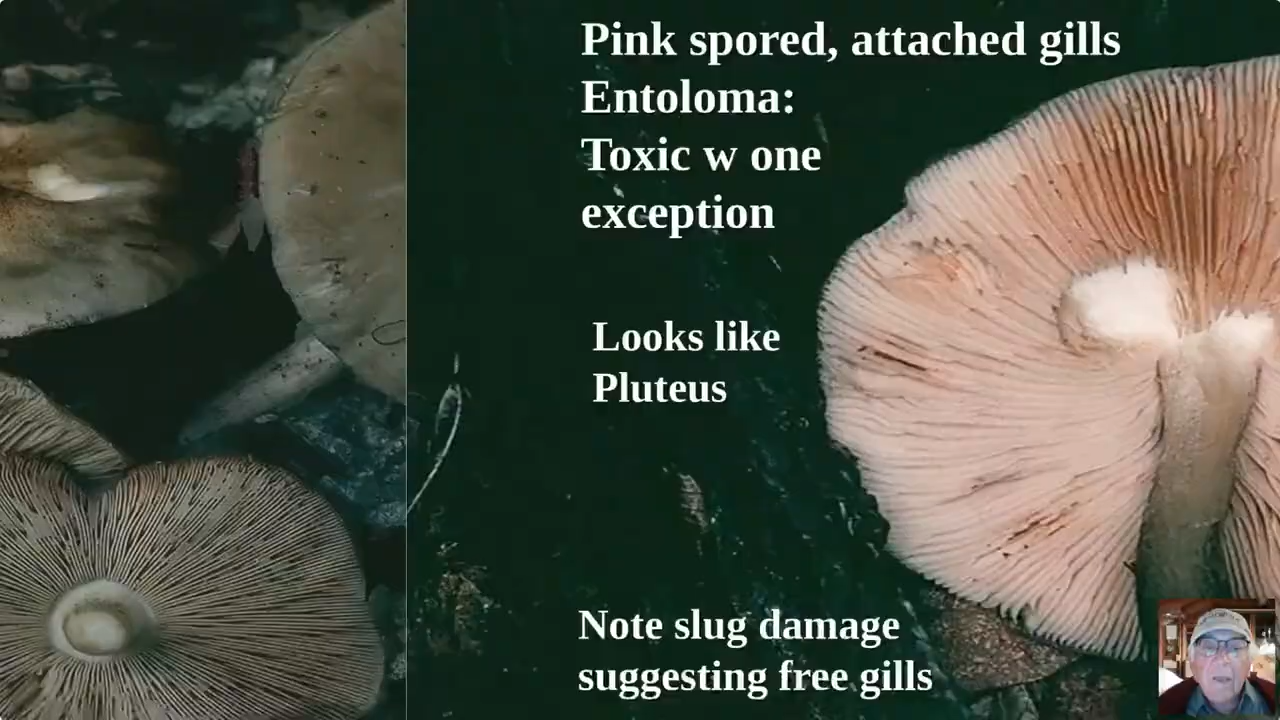 Pink spored, attached gills
Entoloma:
Toxic w one
exception
Looks like
Pluteus
Note slug damage
suggesting free gills